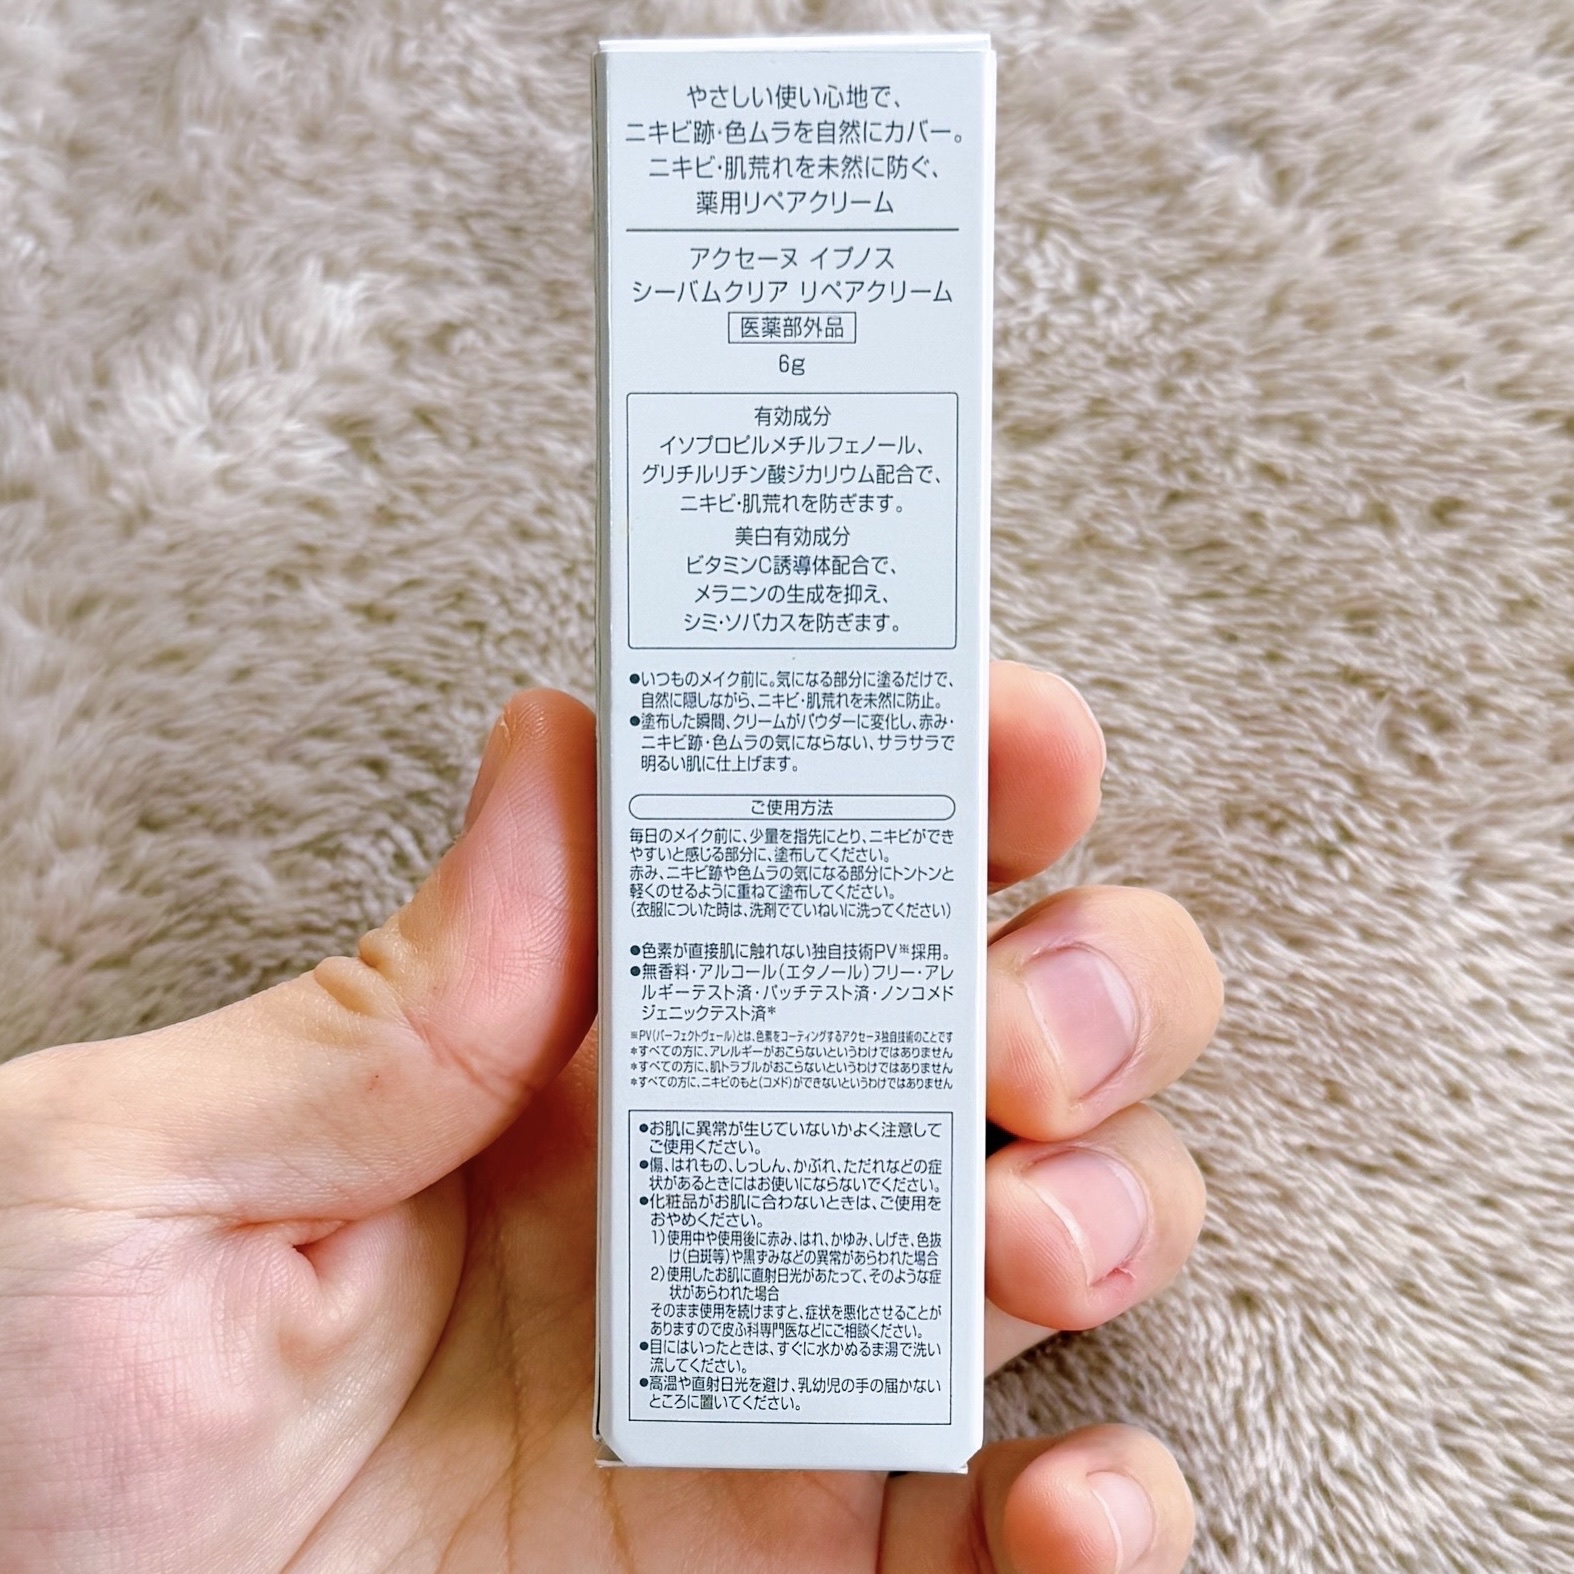 やさしい使い心地で、
ニキビ跡・色ムラを自然にカバー。
ニキビ・肌荒れを未然に防ぐ、
薬用リペアクリーム
アクセーヌ イプノス
シーバムクリア リペアクリーム
医薬部外品
6g
有効成分
イソプロピルメチルフェノール、
グリチルリチン酸ジカリウム配合で、
ニキビ・肌荒れを防ぎます。
美白有効成分
ビタミンC誘導体配合で、
メラニンの生成を抑え、
シミ・ソバカスを防ぎます。
●いつものメイク前に。気になる部分に塗るだけで、
自然に隠しながら、ニキビ・肌荒れを未然に防止。
●塗布した瞬間、クリームがパウダーに変化し、赤み・
ニキビ跡・色ムラの気にならない、サラサラで
明るい肌に仕上げます。
ご使用方法
毎日のメイク前に、少量を指先にとり、ニキビができ
やすいと感じる部分に、塗布してください。
赤み、ニキビ跡や色ムラの気になる部分にトントンと
軽くのせるように重ねて塗布してください。
(衣服についた時は、洗剤でていねいに洗ってください)
●色素が直接肌に触れない独自技術PV※採用。
●無香料・アルコール(エタノール)フリー・アレ
ルギーテスト済・パッチテスト済・ノンコメド
ジェニックテスト済*
※PV(パーフェクトヴェール)とは、色素をコーティングするアクセーヌ独自技術のことです
*すべての方に、アレルギーがおこらないというわけではありません
*すべての方に、肌トラブルがおこらないというわけではありません
*すべての方に、ニキビのもと(コメド)ができないというわけではありません
●お肌に異常が生じていないかよく注意して
ご使用ください。
●傷、はれもの、しっしん、かぶれ、ただれなどの症
状があるときにはお使いにならないでください。
●化粧品がお肌に合わないときは、ご使用を
おやめください。
1)使用中や使用後に赤み、はれ、かゆみ、しげき、色抜
け(白斑等)や黒ずみなどの異常があらわれた場合
2)使用したお肌に直射日光があたって、そのような症
状があらわれた場合
そのまま使用を続けますと、症状を悪化させることが
ありますので皮ふ科専門医などにご相談ください。
●目にはいったときは、すぐに水かぬるま湯で洗い
流してください。
●高温や直射日光を避け、乳幼児の手の届かない
ところに置いてください。